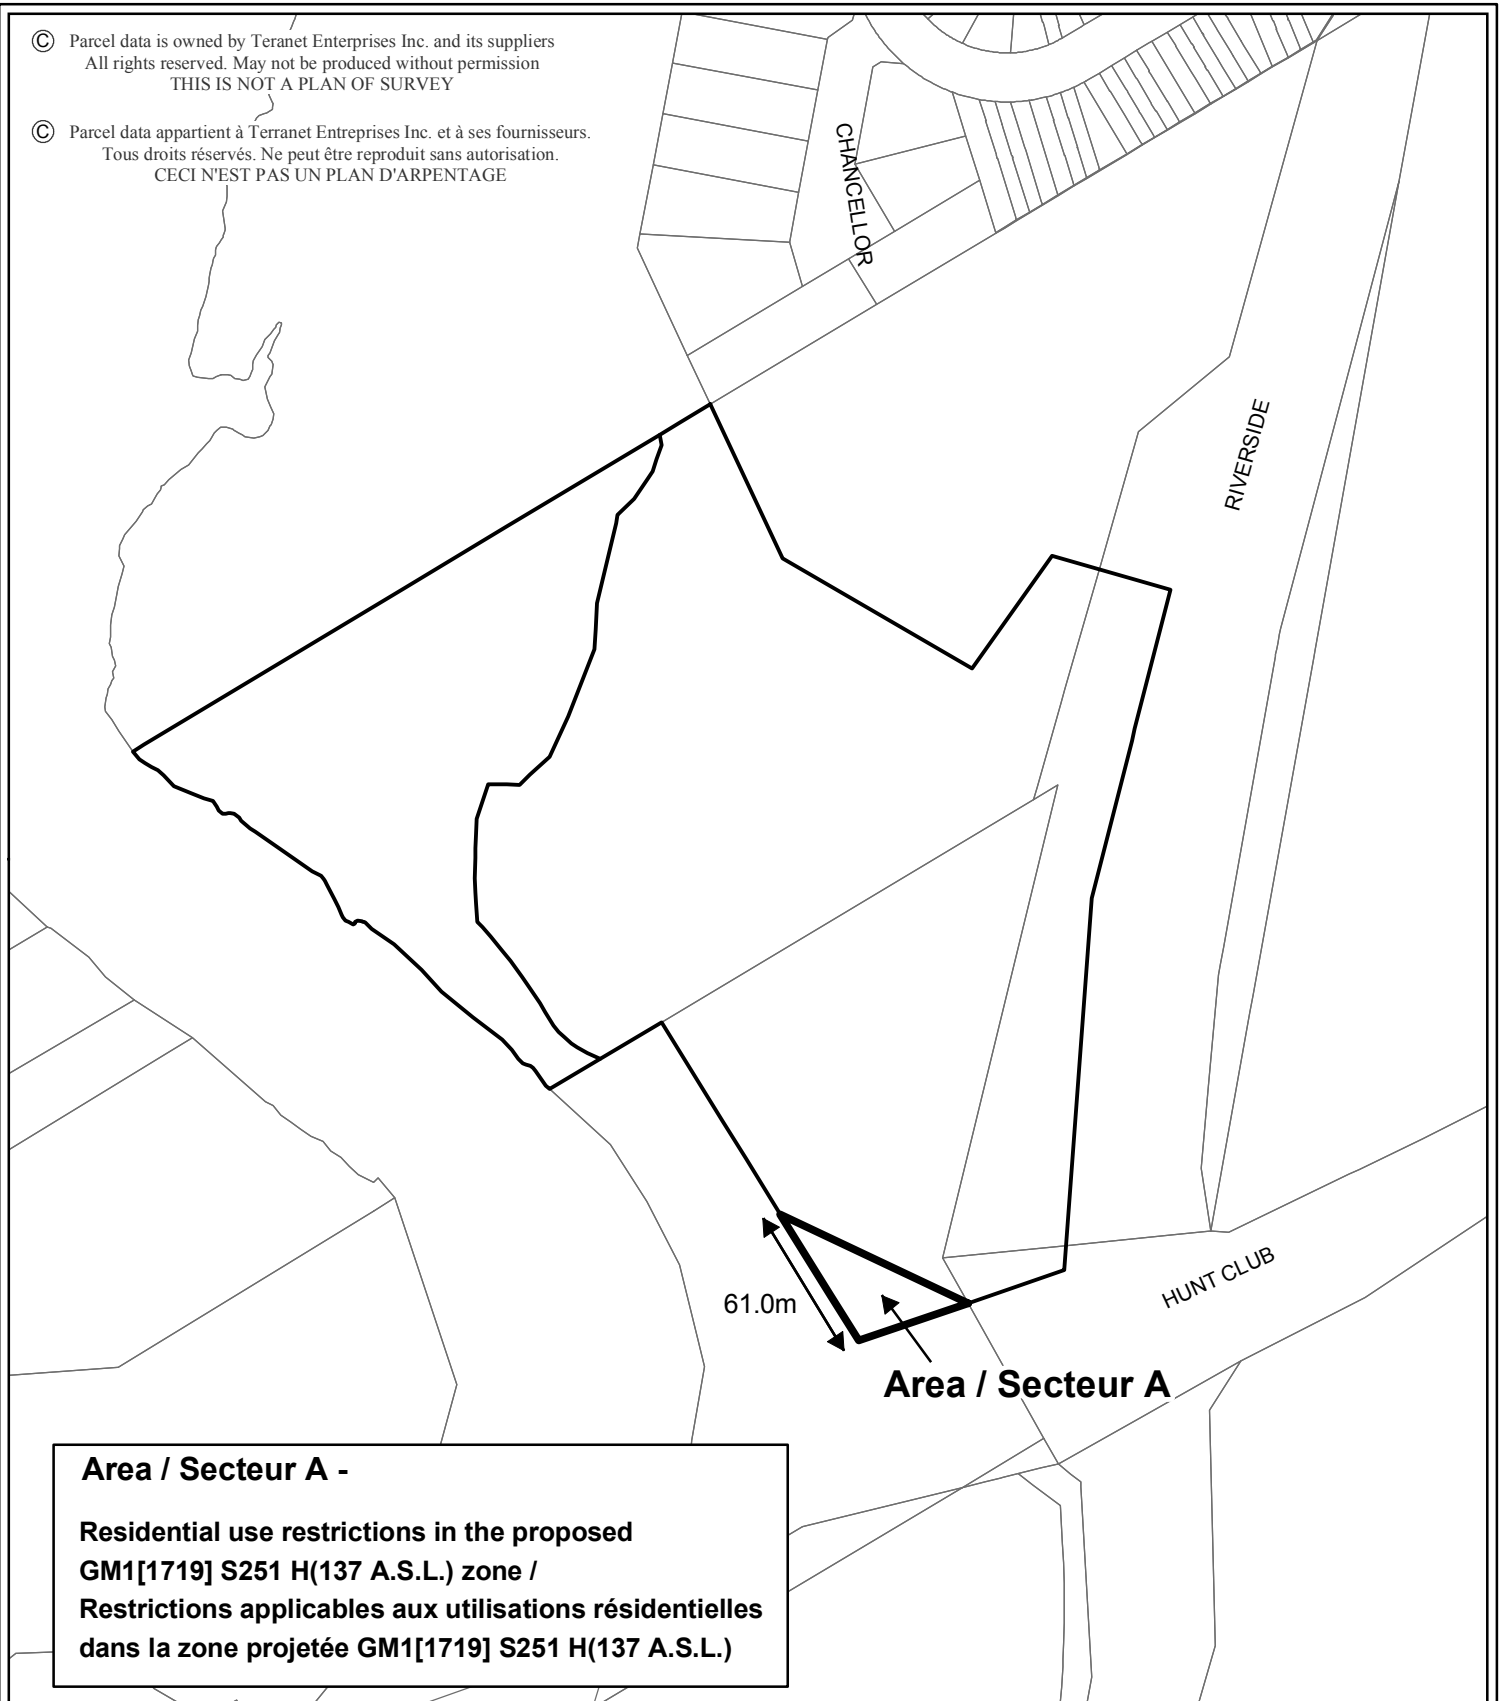 © Parcel data is owned by Teranet Enterprises Inc. and its suppliers
All rights reserved. May not be produced without permission
THIS IS NOT A PLAN OF SURVEY
© Parcel data appartient à Terranet Entreprises Inc. et à ses fournisseurs.
Tous droits réservés. Ne peut être reproduit sans autorisation.
CECI N'EST PAS UN PLAN D'ARPENTAGE
CHANCELLOR
RIVERSIDE
HUNT CLUB
61.0m
Area / Secteur A
Area / Secteur A -
Residential use restrictions in the proposed
GM1[1719] S251 H(137 A.S.L.) zone /
Restrictions applicables aux utilisations résidentielles
dans la zone projetée GM1[1719] S251 H(137 A.S.L.)